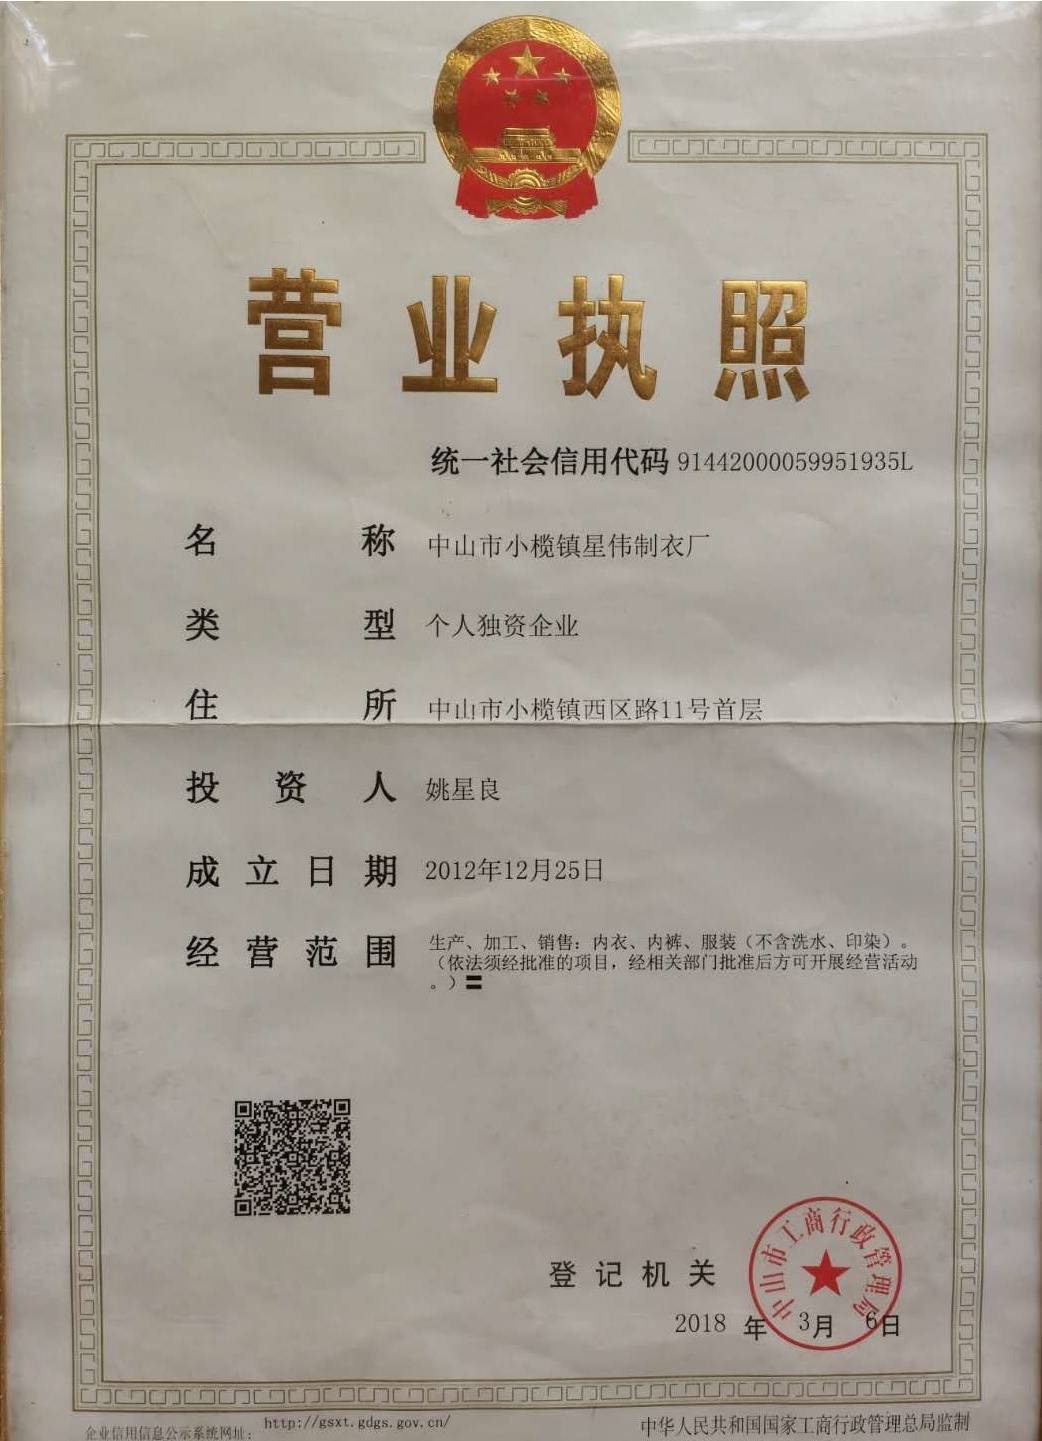 营业执照
统一社会信用代码 91442000059951935L
名称 中山市小榄镇星伟制衣厂
类型 个人独资企业
住所 中山市小榄镇西区路11号首层
投资人 姚星良
成立日期 2012年12月25日
经营范围 生产、加工、销售：内衣、内裤、服装（不含洗水、印染）。
（依法须经批准的项目，经相关部门批准后方可开展经营活动
。）〓
中山市工商行政管理局
登记机关
2018 年 3月 6日
企业信用信息公示系统网址： http://gsxt.gdgs.gov.cn/
中华人民共和国国家工商行政管理总局监制